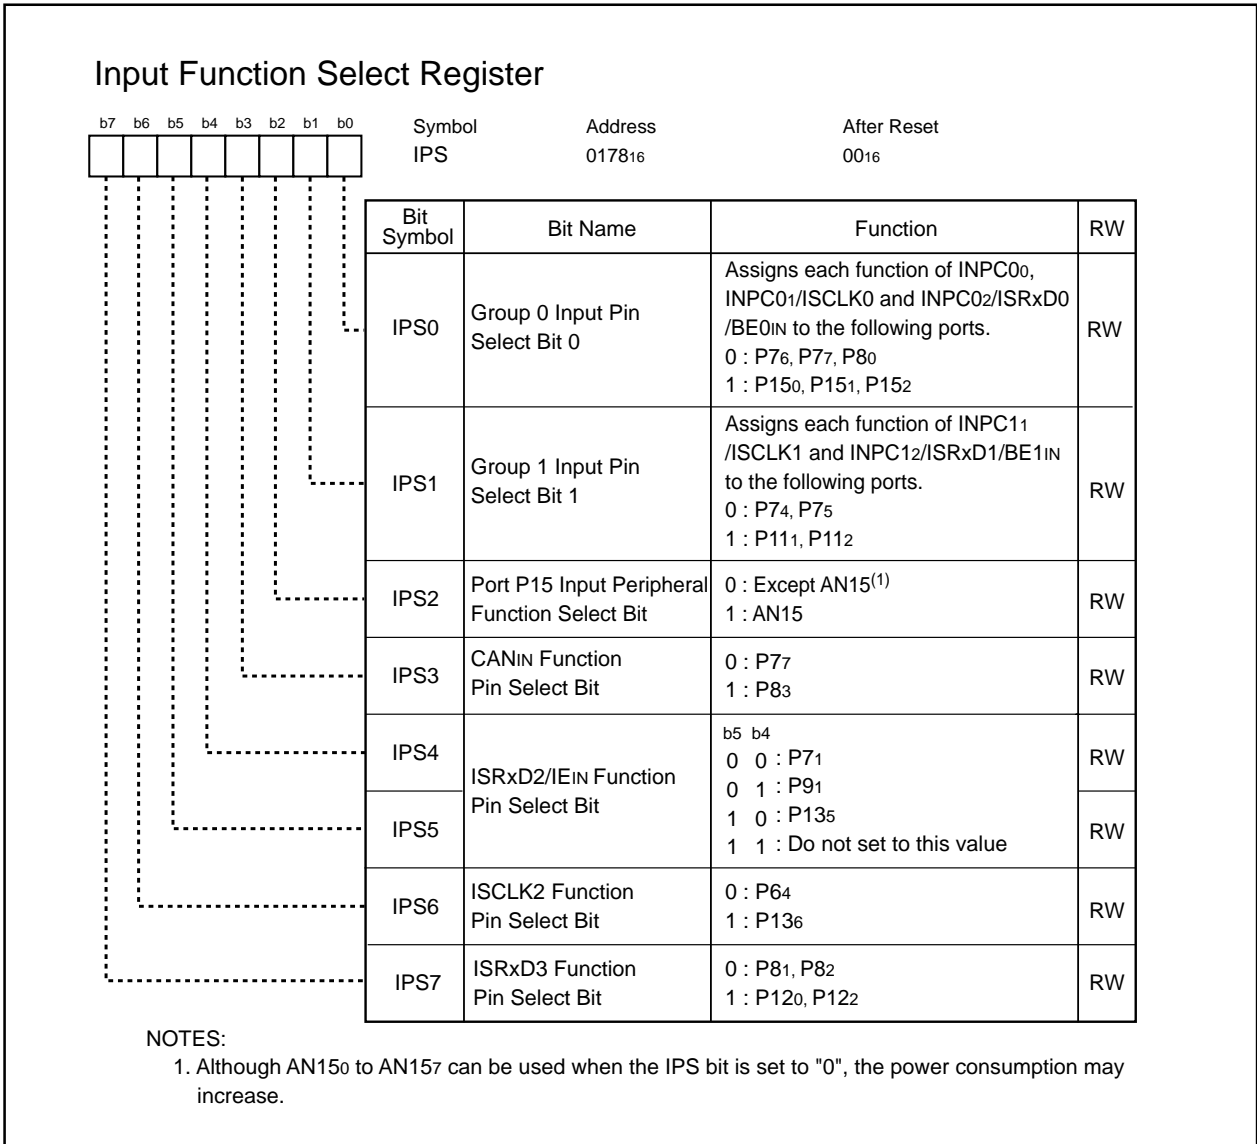 Input Function Select Register
b7 b6 b5 b4 b3 b2 b1 b0
Symbol Address After Reset
IPS 017816 0016
Bit Symbol Bit Name Function RW
IPS0
Group 0 Input Pin
Select Bit 0
Assigns each function of INPC00,
INPC01/ISCLK0 and INPC02/ISRxD0
/BE0IN to the following ports.
0 : P76, P77, P80
1 : P150, P151, P152
RW
IPS1
Group 1 Input Pin
Select Bit 1
Assigns each function of INPC11
/ISCLK1 and INPC12/ISRxD1/BE1IN
to the following ports.
0 : P74, P75
1 : P111, P112
RW
IPS2
Port P15 Input Peripheral
Function Select Bit
0 : Except AN15(1)
1 : AN15
RW
IPS3
CANIN Function
Pin Select Bit
0 : P77
1 : P83
RW
IPS4
IPS5
ISRxD2/IEIN Function
Pin Select Bit
b5 b4
0 0 : P71
0 1 : P91
1 0 : P135
1 1 : Do not set to this value
RW
RW
IPS6
ISCLK2 Function
Pin Select Bit
0 : P64
1 : P136
RW
IPS7
ISRxD3 Function
Pin Select Bit
0 : P81, P82
1 : P120, P122
RW
NOTES:
1. Although AN150 to AN157 can be used when the IPS bit is set to "0", the power consumption may
increase.